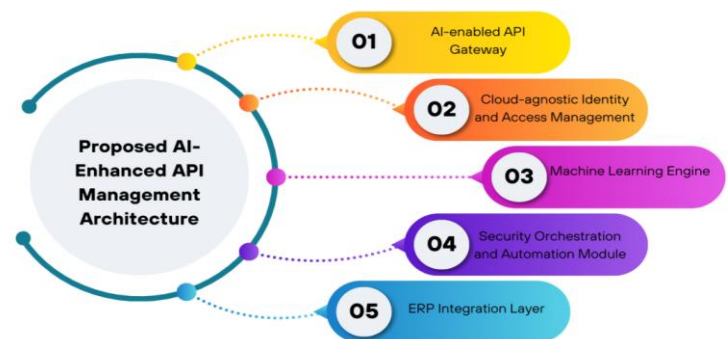 Proposed AI-
Enhanced API
Management
Architecture
01
AI-enabled API
Gateway
02
Cloud-agnostic Identity
and Access Management
03
Machine Learning Engine
04
Security Orchestration
and Automation Module
05
ERP Integration Layer